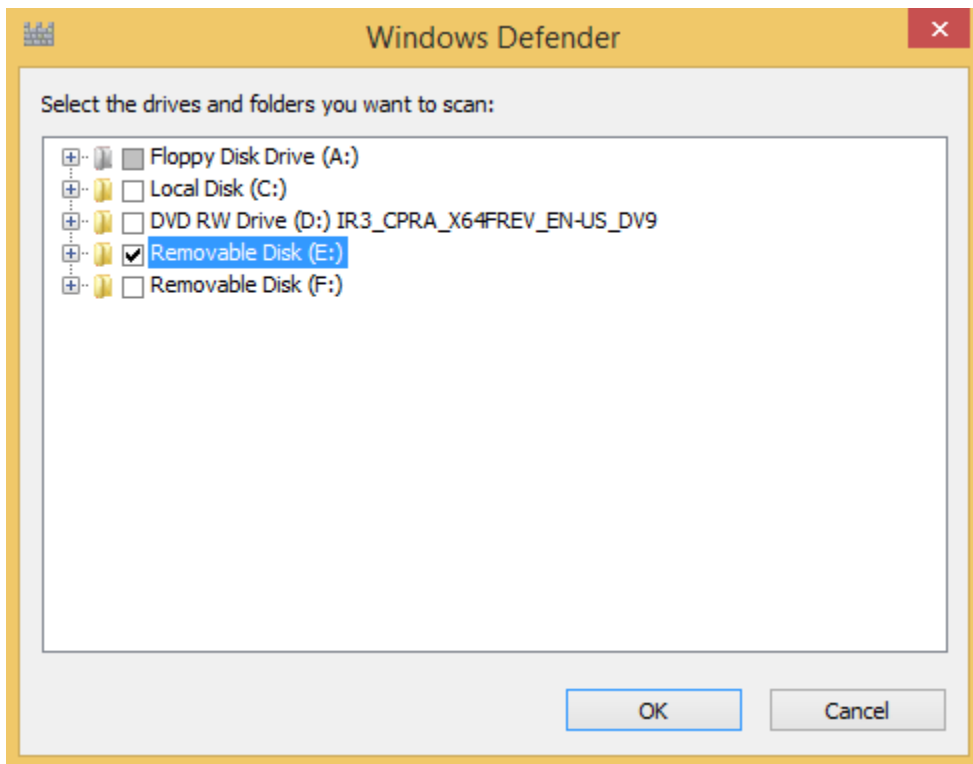 Windows Defender
Select the drives and folders you want to scan:
Floppy Disk Drive (A:)
Local Disk (C:)
DVD RW Drive (D:) IR3_CPRA_X64FREV_EN-US_DV9
Removable Disk (E:)
Removable Disk (F:)
OK Cancel